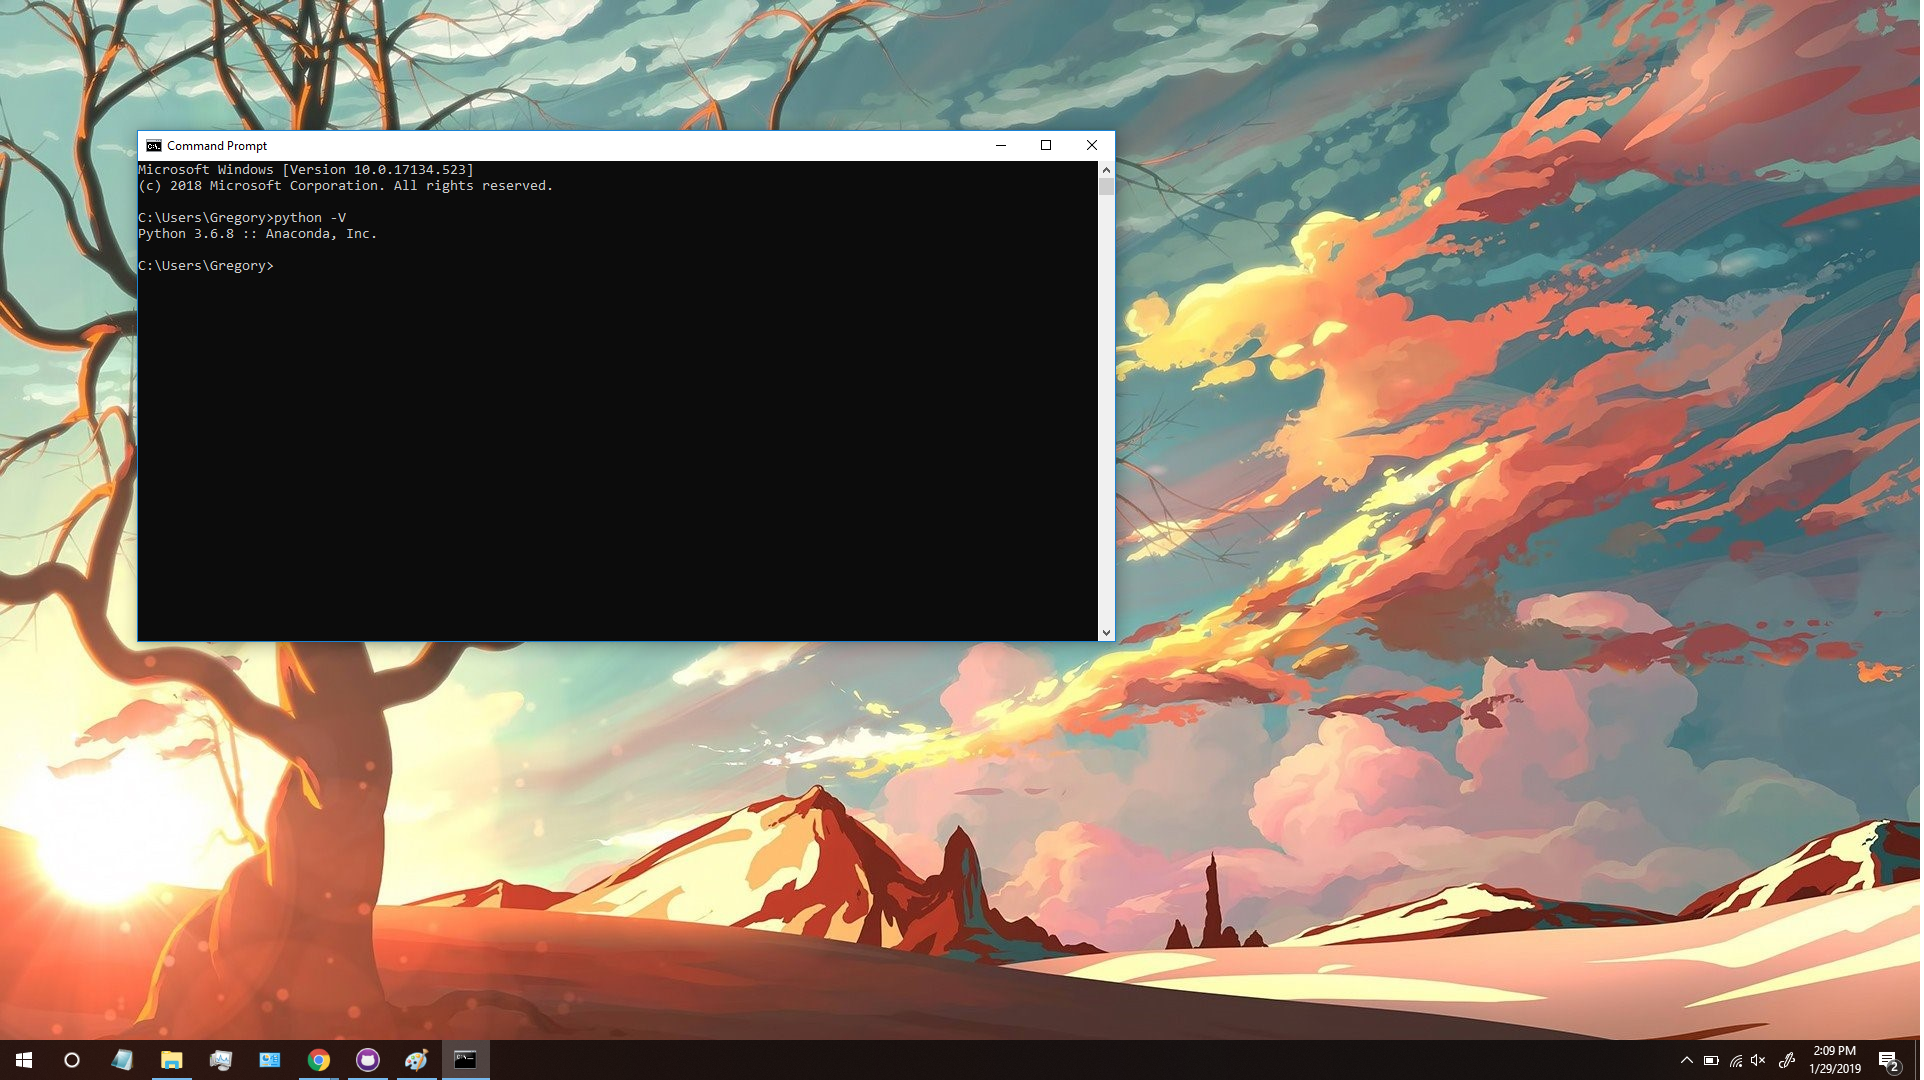 Command Prompt
Microsoft Windows [Version 10.0.17134.523]
(c) 2018 Microsoft Corporation. All rights reserved.
C:\Users\Gregory>python -V
Python 3.6.8 :: Anaconda, Inc.
C:\Users\Gregory>
2:09 PM
1/29/2019
2